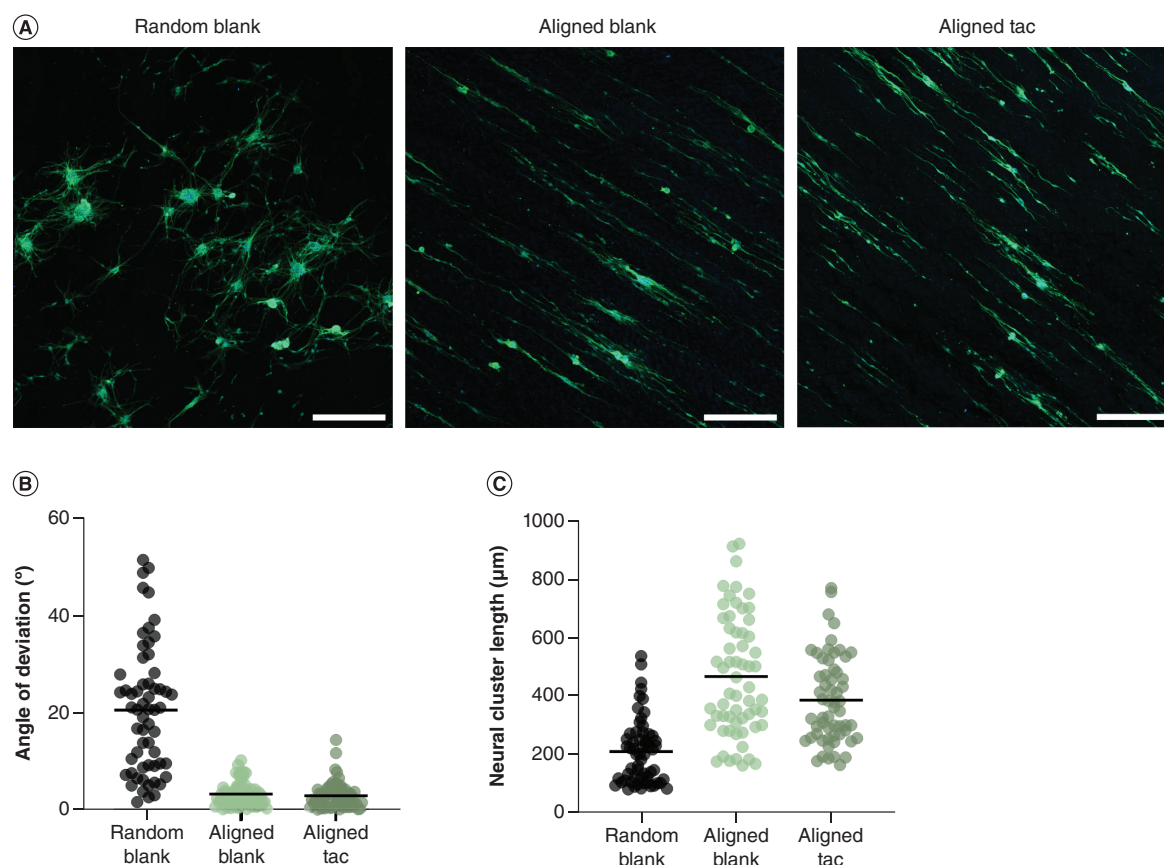 A
Random blank
Aligned blank
Aligned tac
B
Angle of deviation (°)
60
40
20
0
Random
blank
Aligned
blank
Aligned
tac
C
Neural cluster length (µm)
1000
800
600
400
200
0
Random
blank
Aligned
blank
Aligned
tac